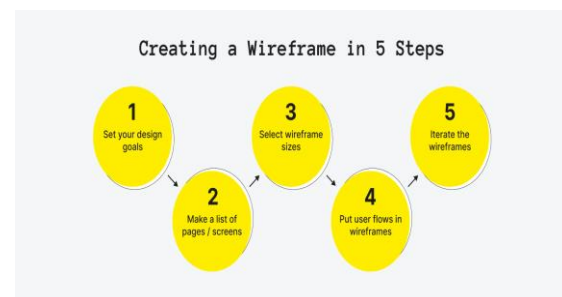 Creating a Wireframe in 5 Steps
1
Set your design
goals
2
Make a list of
pages / screens
3
Select wireframe
sizes
4
Put user flows in
wireframes
5
Iterate the
wireframes